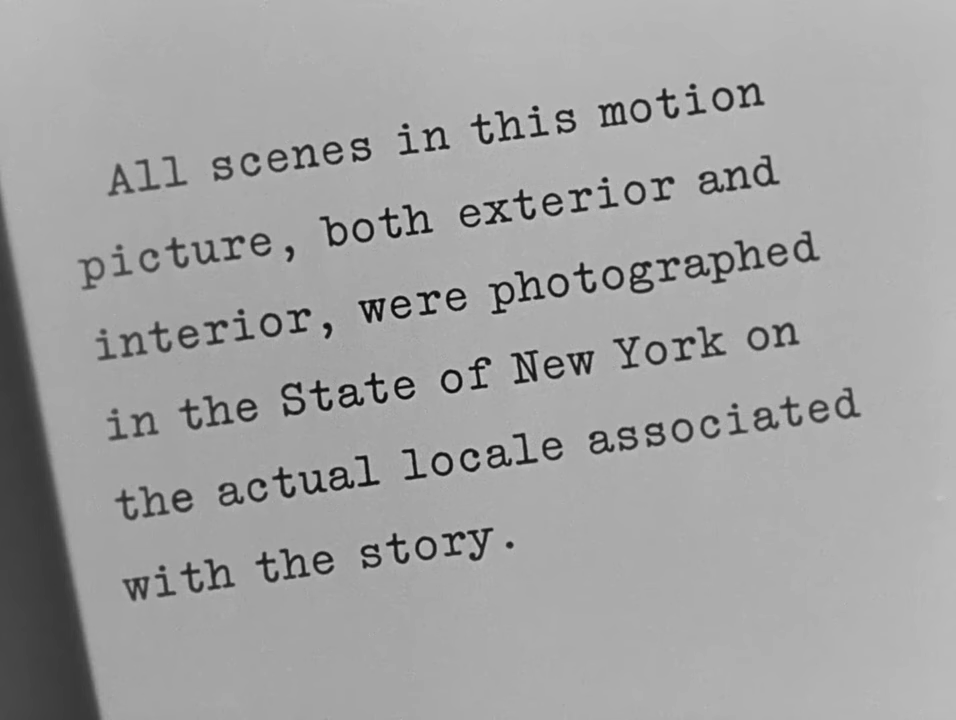 All scenes in this motion
picture, both exterior and
interior, were photographed
in the State of New York on
the actual locale associated
with the story.